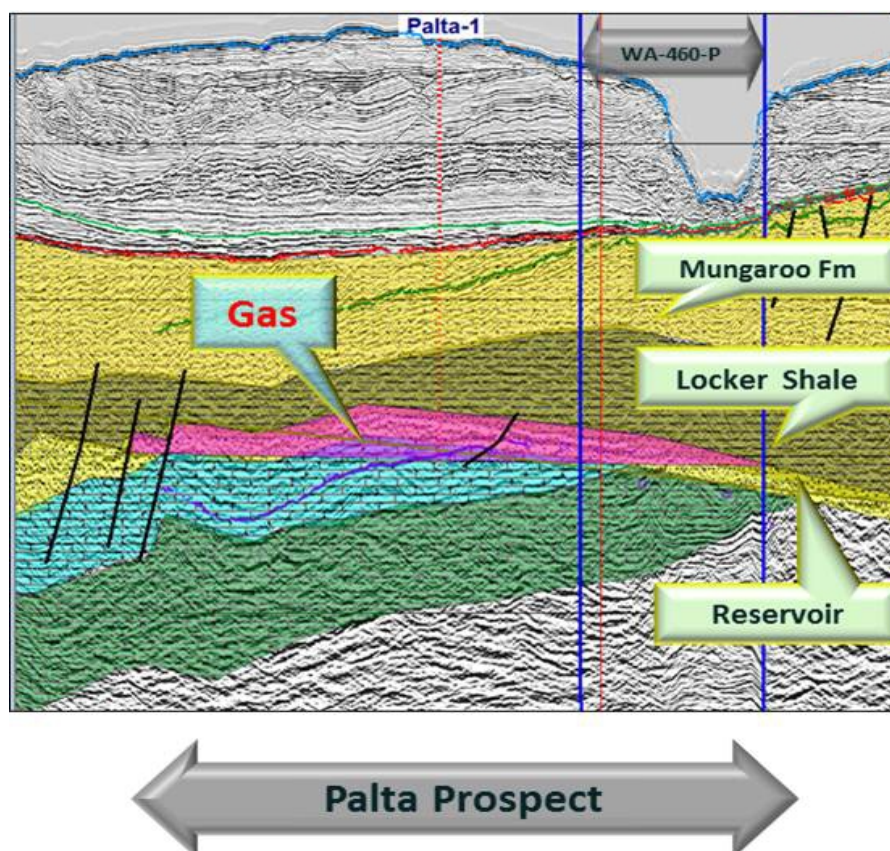 Palta-1
WA-460-P
Mungaroo Fm
Gas
Locker Shale
Reservoir
Palta Prospect